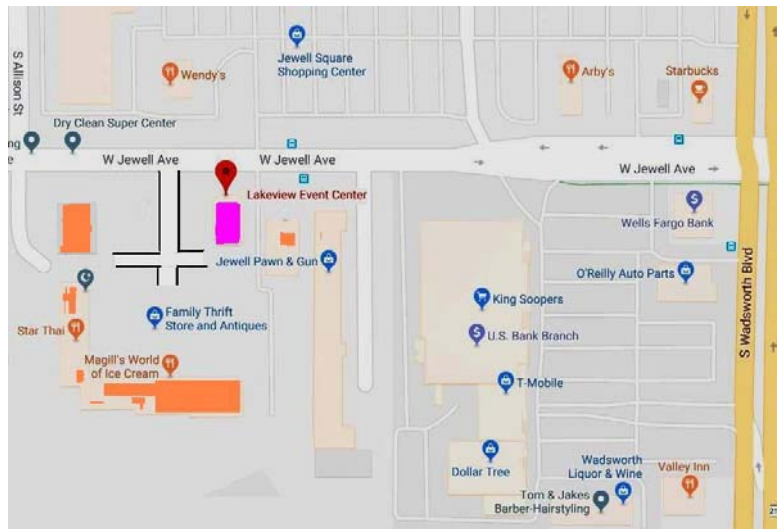 S Allison St
Wendy's
Jewell Square
Shopping Center
Arby's
Starbucks
Dry Clean Super Center
ng
W Jewell Ave
W Jewell Ave
W Jewell Ave
Lakeview Event Center
Wells Fargo Bank
Jewell Pawn & Gun
O'Reilly Auto Parts
S Wadsworth Blvd
King Soopers
Family Thrift
Store and Antiques
Star Thai
U.S. Bank Branch
Magill's World
of Ice Cream
T-Mobile
Dollar Tree
Wadsworth
Liquor & Wine
Valley Inn
Tom & Jakes
Barber-Hairstyling